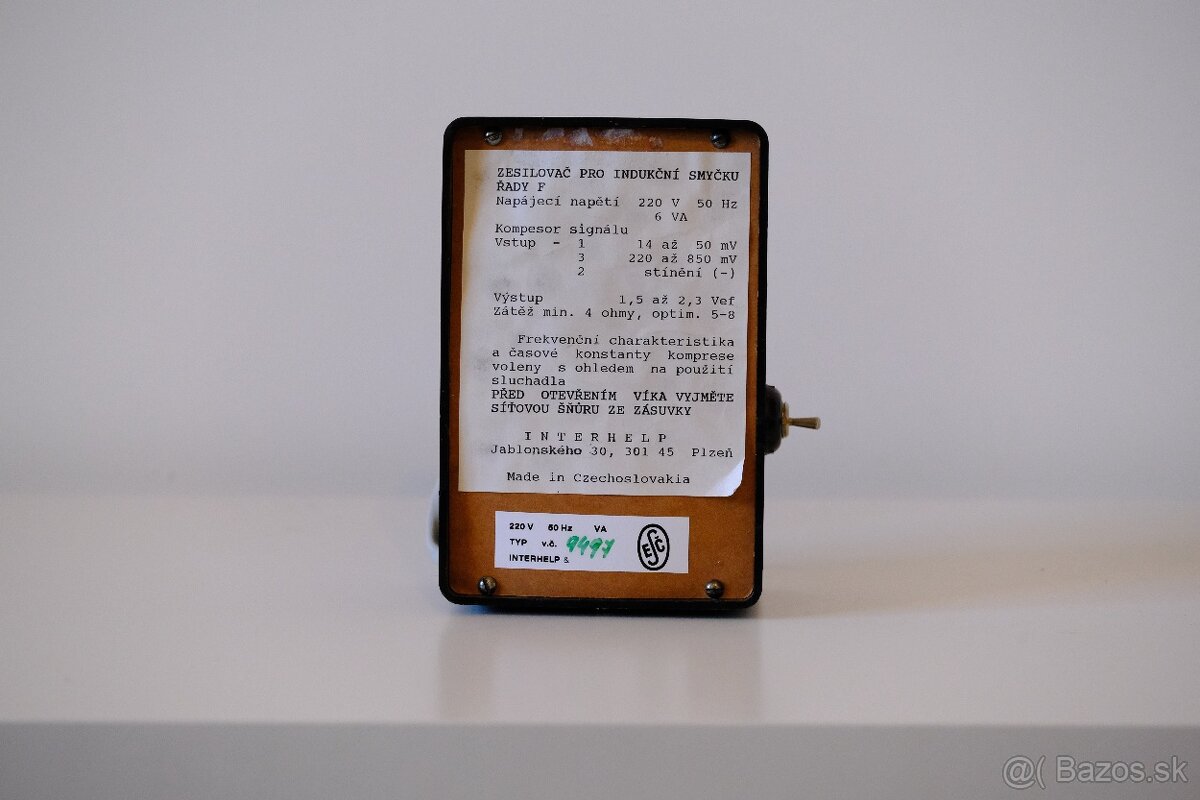 ZESILOVAČ PRO INDUKČNÍ SMYČKU
ŘADY F
Napájecí napětí 220 V 50 Hz
6 VA
Kompesor signálu
Vstup - 1 14 až 50 mV
3 220 až 850 mV
2 stínění (-)
Výstup 1,5 až 2,3 Vef
Zátěž min. 4 ohmy, optim. 5-8
Frekvenční charakteristika
a časové konstanty komprese
voleny s ohledem na použití
sluchadla
PŘED OTEVŘENÍM VÍKA VYJMĚTE
SÍŤOVOU ŠŇŮRU ZE ZÁSUVKY
I N T E R H E L P
Jablonského 30, 301 45 Plzeň
Made in Czechoslovakia
220 V 50 Hz VA
TYP v.č. 9497
INTERHELP &
ESČ
@( Bazos.sk